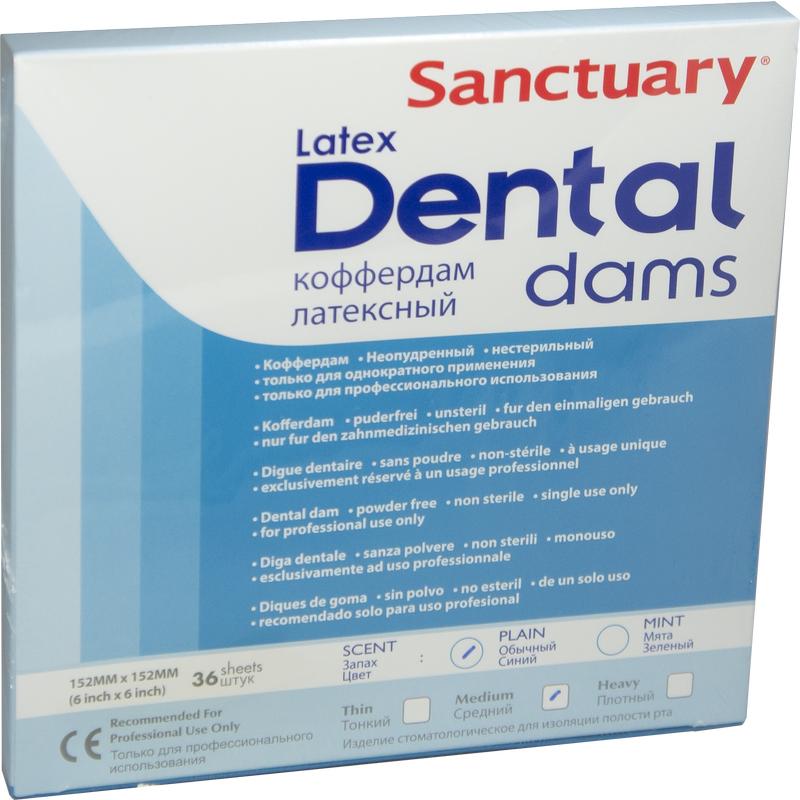 Sanctuary®
Latex
Dental
dams
коффердам
латексный
• Коффердам • Неопудренный • нестерильный
• только для однократного применения
• только для профессионального использования
• Kofferdam • puderfrei • unsteril • fur den einmaligen gebrauch
• nur fur den zahnmedizinischen gebrauch
• Digue dentaire • sans poudre • non-stérile • à usage unique
• exclusivement réservé à un usage professionnel
• Dental dam • powder free • non sterile • single use only
• for professional use only
• Diga dentale • sanza polvere • non sterili • monouso
• esclusivamente ad uso professionnale
• Diques de goma • sin polvo • no esteril • de un solo uso
• recomendado solo para uso profesional
152MM x 152MM
(6 inch x 6 inch)
36 sheets
штук
SCENT
Запах
Цвет
:
PLAIN
Обычный
Синий
MINT
Мята
Зеленый
Thin
Тонкий
Medium
Средний
Heavy
Плотный
CE
Recommended For
Professional Use Only
Только для профессионального
использования
Изделие стоматологическое для изоляции полости рта